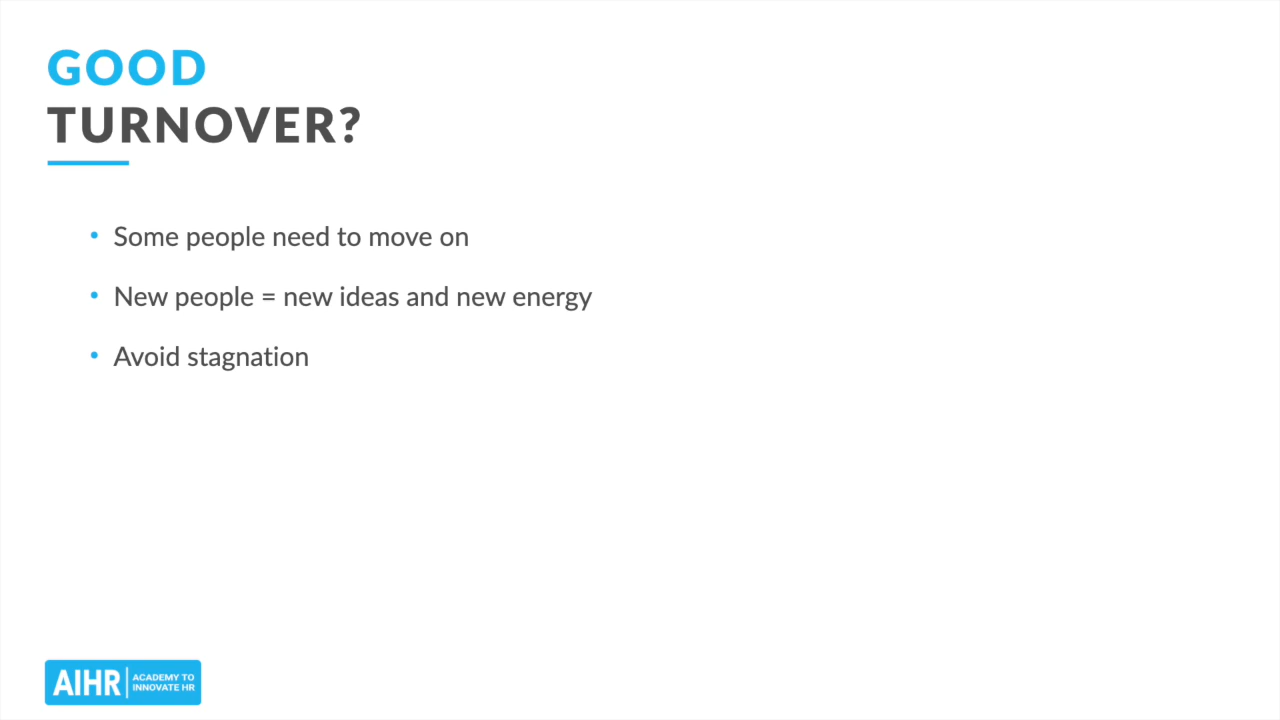 GOOD
TURNOVER?
• Some people need to move on
• New people = new ideas and new energy
• Avoid stagnation
AIHR
ACADEMY TO
INNOVATE HR